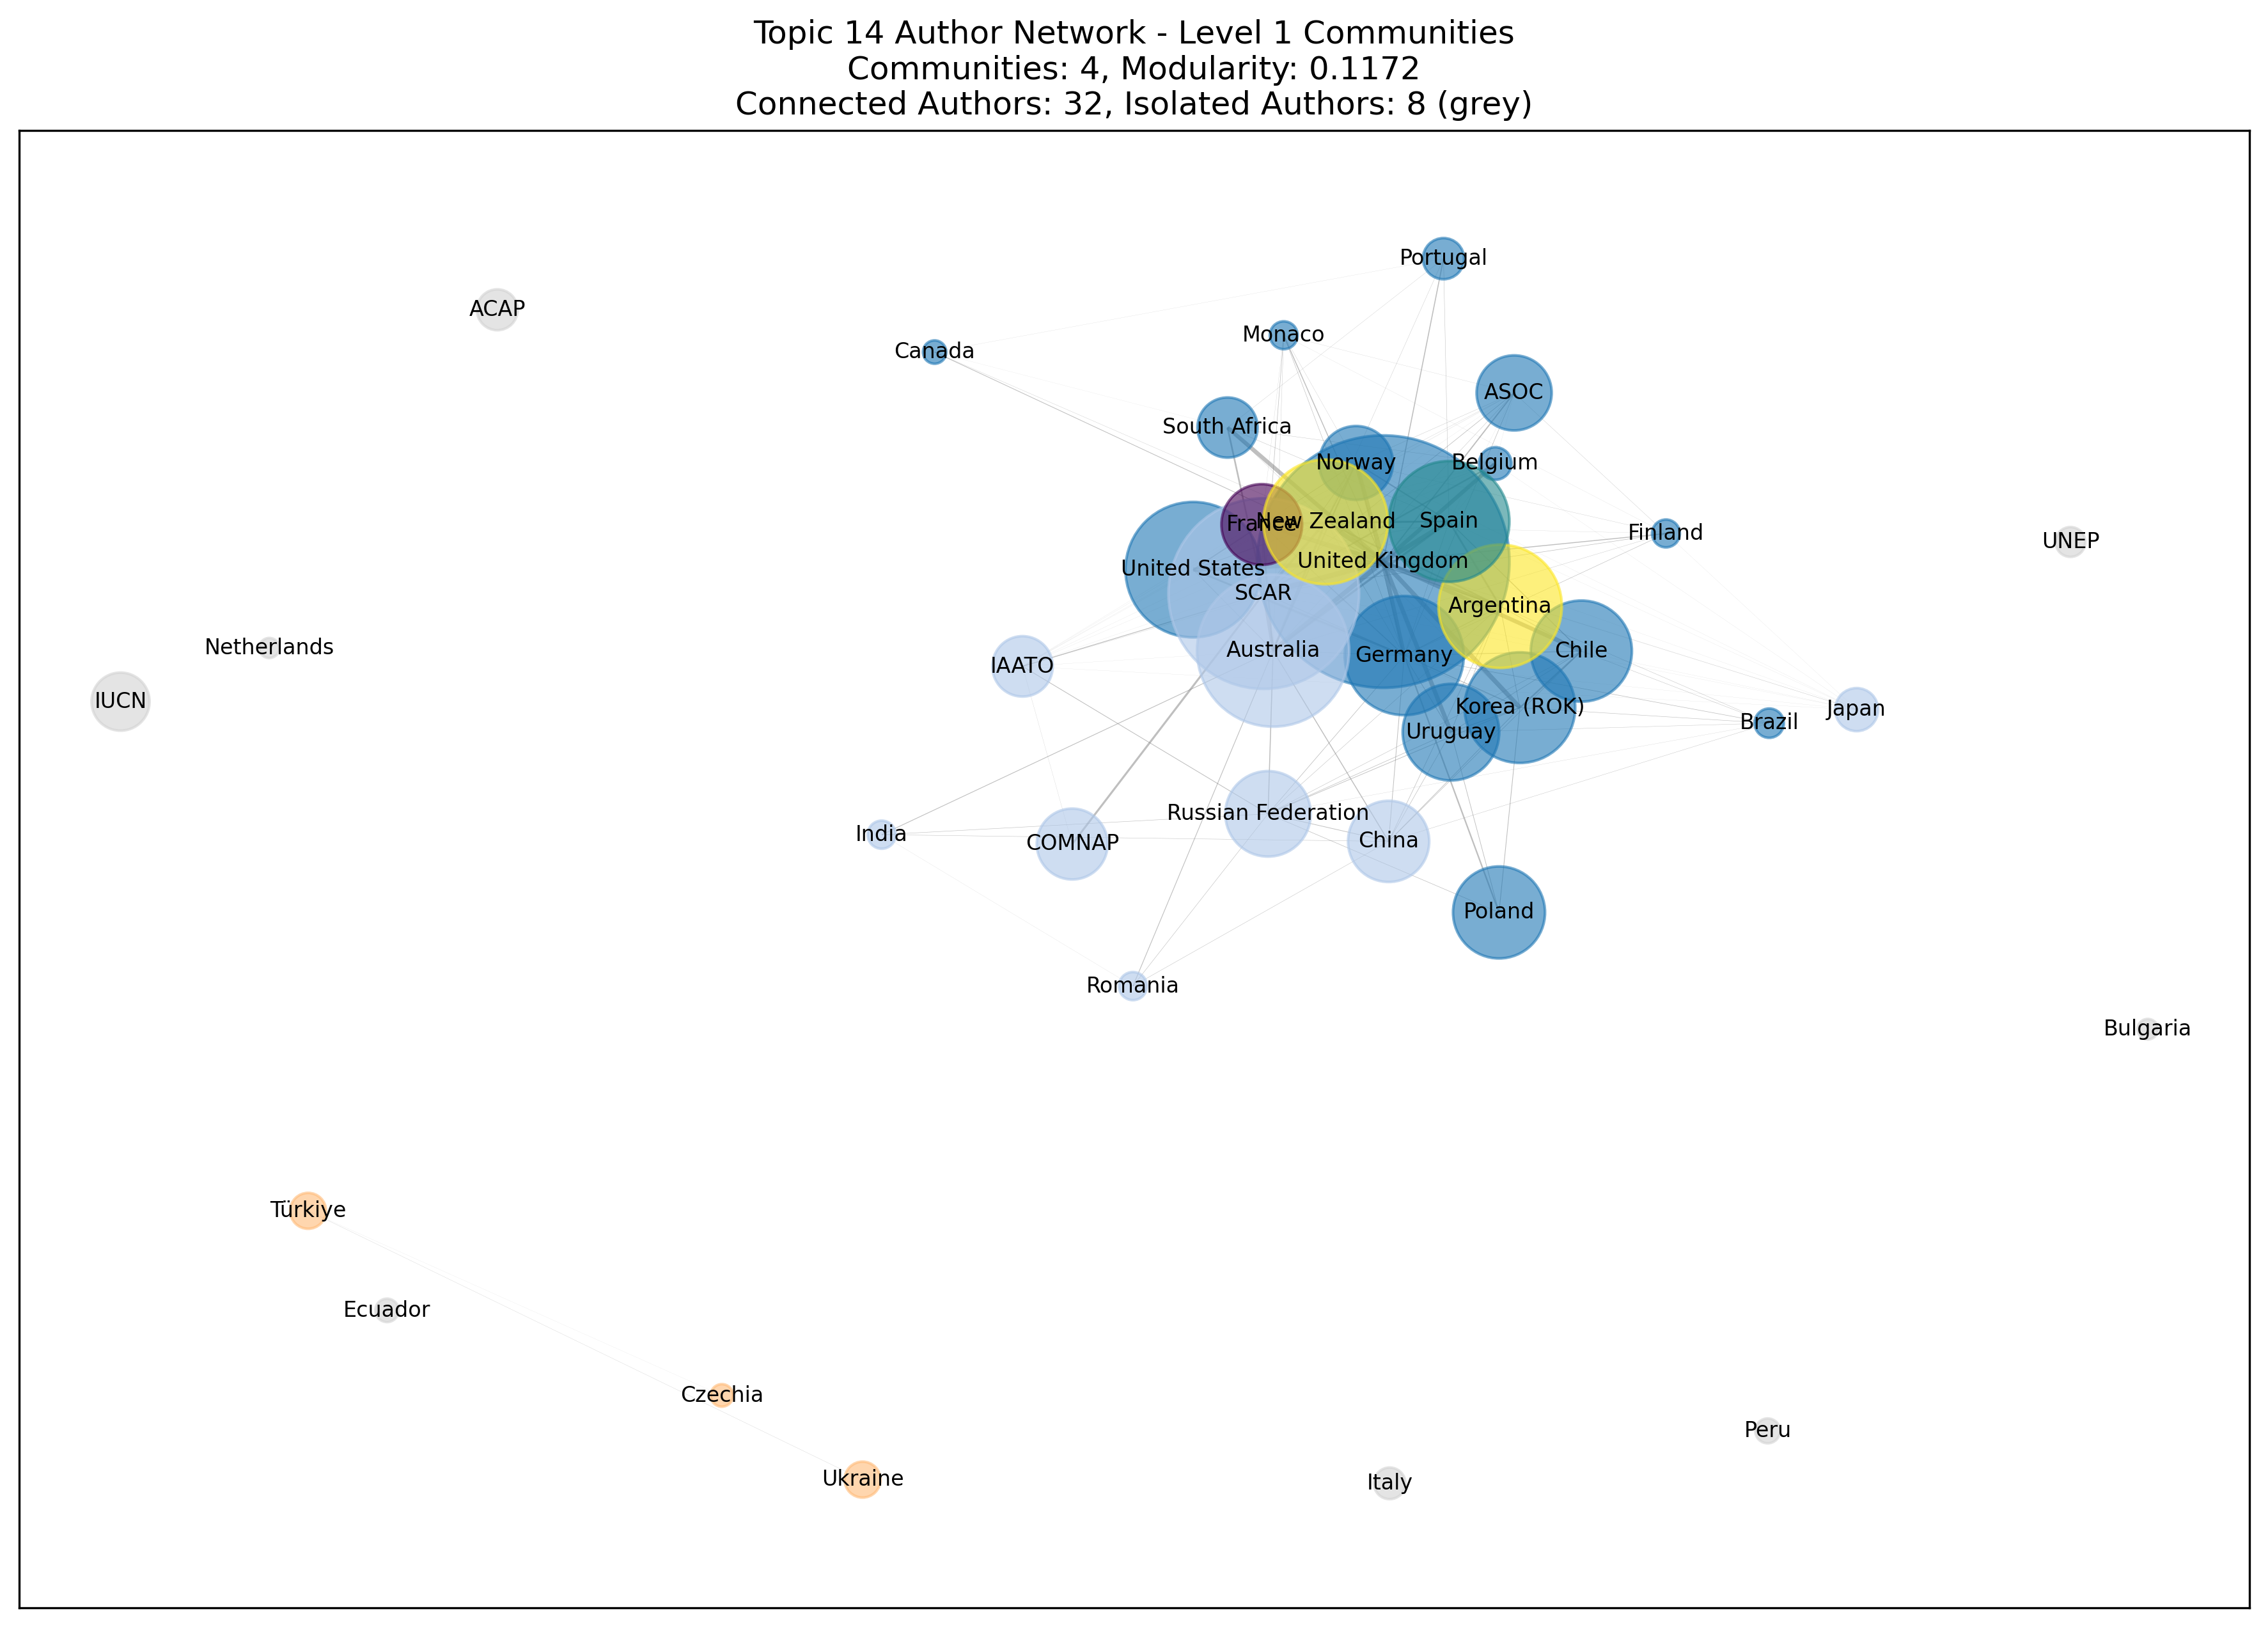 Topic 14 Author Network - Level 1 Communities
Communities: 4, Modularity: 0.1172
Connected Authors: 32, Isolated Authors: 8 (grey)
Portugal
ACAP
Monaco
Canada
ASOC
South Africa
Norway
Belgium
France
New Zealand
Spain
Finland
UNEP
United Kingdom
United States
SCAR
Argentina
Netherlands
Australia
Germany
Chile
IAATO
IUCN
Korea (ROK)
Japan
Brazil
Uruguay
Russian Federation
India
COMNAP
China
Poland
Romania
Bulgaria
Türkiye
Ecuador
Czechia
Peru
Ukraine
Italy